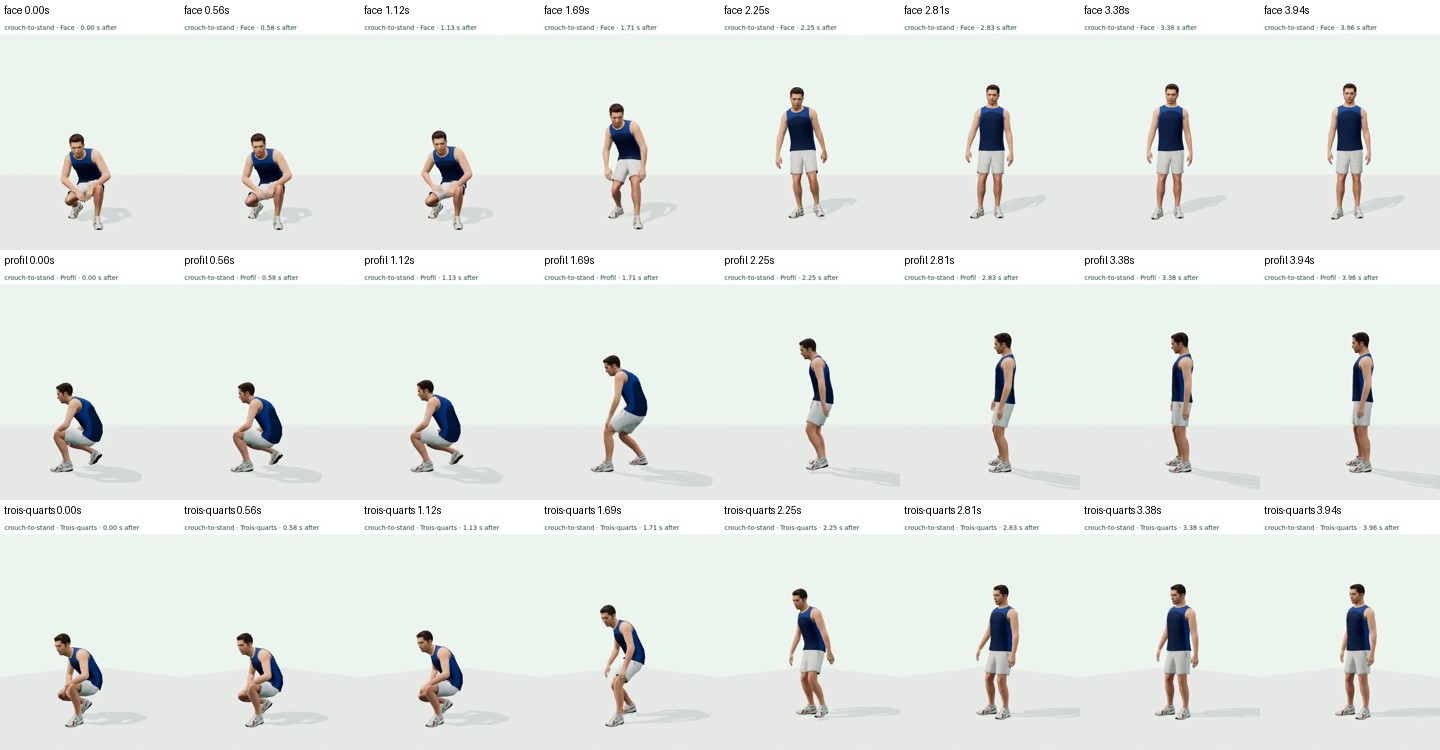 face 0.00s face 0.56s face 1.12s face 1.69s face 2.25s face 2.81s face 3.38s face 3.94s
crouch-to-stand · Face · 0.00 s after crouch-to-stand · Face · 0.58 s after crouch-to-stand · Face · 1.13 s after crouch-to-stand · Face · 1.71 s after crouch-to-stand · Face · 2.25 s after crouch-to-stand · Face · 2.83 s after crouch-to-stand · Face · 3.38 s after crouch-to-stand · Face · 3.96 s after
profil 0.00s profil 0.56s profil 1.12s profil 1.69s profil 2.25s profil 2.81s profil 3.38s profil 3.94s
crouch-to-stand · Profil · 0.00 s after crouch-to-stand · Profil · 0.58 s after crouch-to-stand · Profil · 1.13 s after crouch-to-stand · Profil · 1.71 s after crouch-to-stand · Profil · 2.25 s after crouch-to-stand · Profil · 2.83 s after crouch-to-stand · Profil · 3.38 s after crouch-to-stand · Profil · 3.96 s after
trois-quarts 0.00s trois-quarts 0.56s trois-quarts 1.12s trois-quarts 1.69s trois-quarts 2.25s trois-quarts 2.81s trois-quarts 3.38s trois-quarts 3.94s
crouch-to-stand · Trois-quarts · 0.00 s after crouch-to-stand · Trois-quarts · 0.58 s after crouch-to-stand · Trois-quarts · 1.13 s after crouch-to-stand · Trois-quarts · 1.71 s after crouch-to-stand · Trois-quarts · 2.25 s after crouch-to-stand · Trois-quarts · 2.83 s after crouch-to-stand · Trois-quarts · 3.38 s after crouch-to-stand · Trois-quarts · 3.96 s after